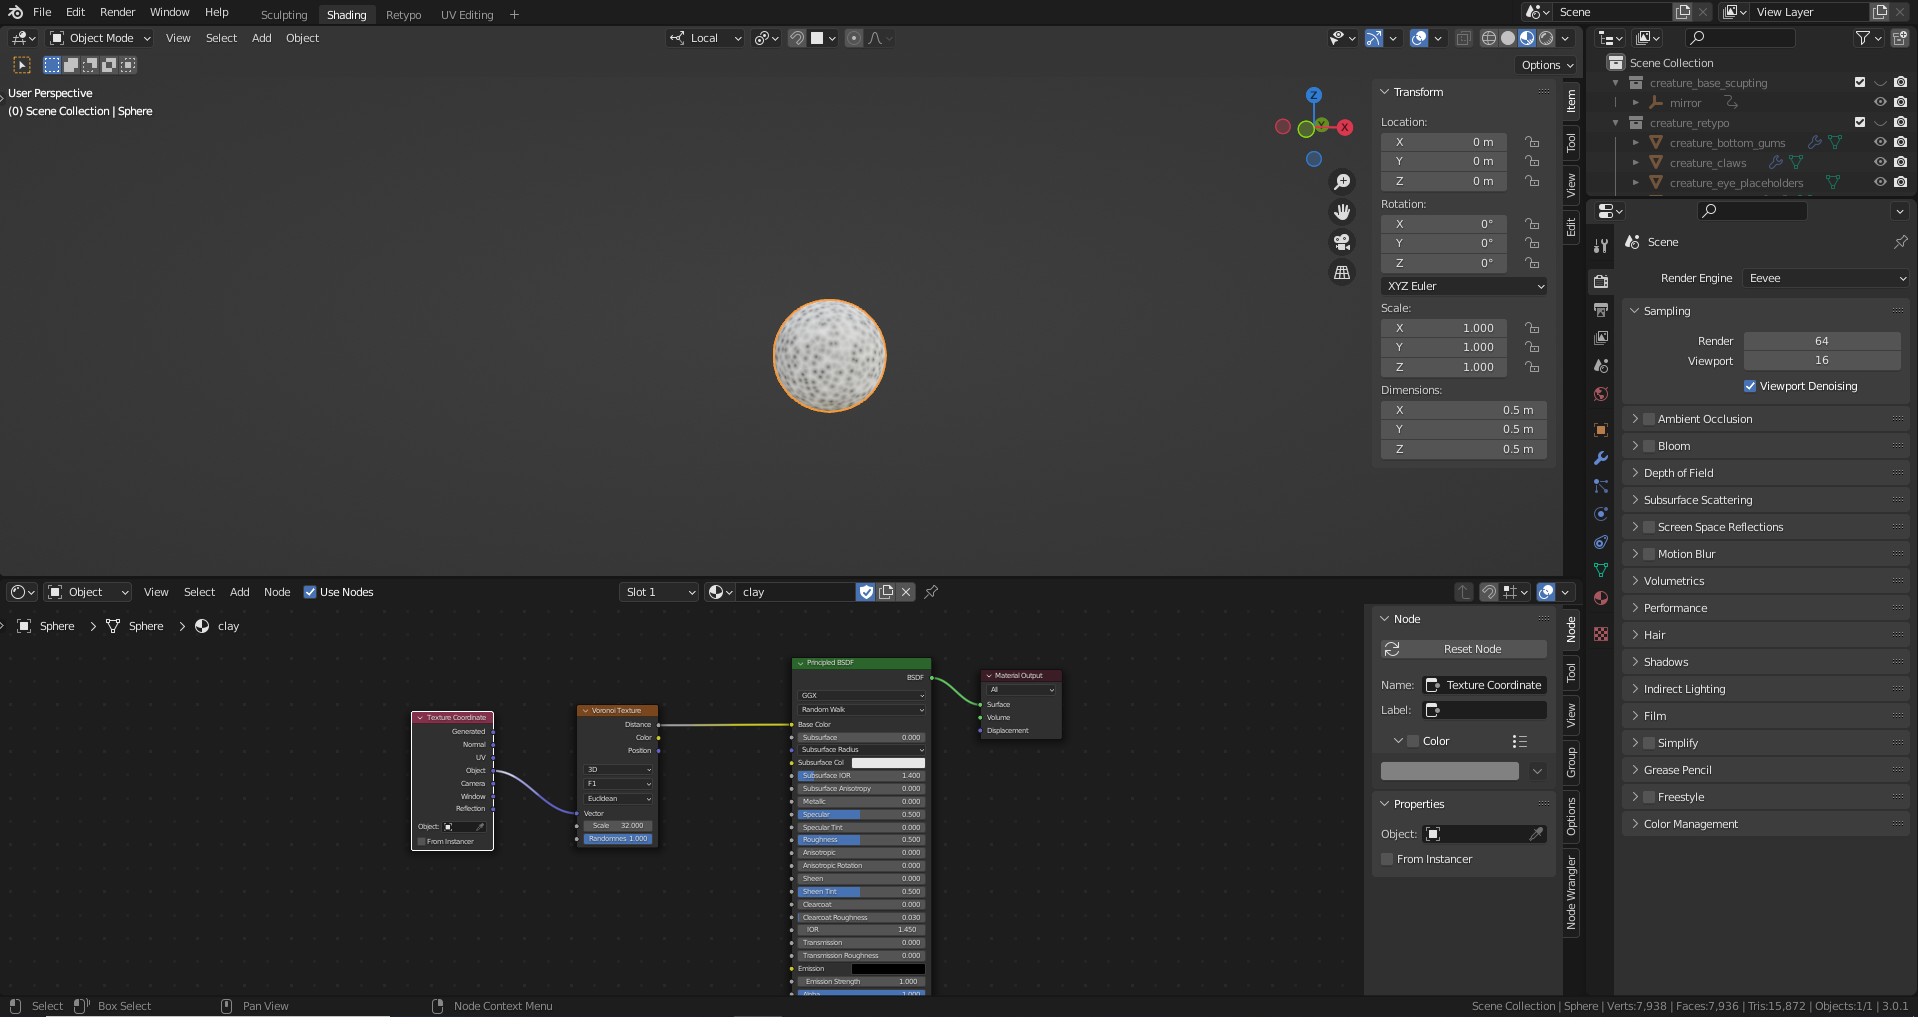 File Edit Render Window Help Sculpting Shading Retypo UV Editing + Scene View Layer
Object Mode View Select Add Object Local
Options
User Perspective
(0) Scene Collection | Sphere
Z
Y
X
Transform
Location:
X 0 m
Y 0 m
Z 0 m
Rotation:
X 0°
Y 0°
Z 0°
XYZ Euler
Scale:
X 1.000
Y 1.000
Z 1.000
Dimensions:
X 0.5 m
Y 0.5 m
Z 0.5 m
Item
Tool
View
Edit
Scene Collection
creature_base_scupting
mirror
creature_retypo
creature_bottom_gums
creature_claws
creature_eye_placeholders
Scene
Render Engine Eevee
Sampling
Render 64
Viewport 16
Viewport Denoising
Ambient Occlusion
Bloom
Depth of Field
Subsurface Scattering
Screen Space Reflections
Motion Blur
Volumetrics
Performance
Hair
Shadows
Indirect Lighting
Film
Simplify
Grease Pencil
Freestyle
Color Management
Object View Select Add Node Use Nodes Slot 1 clay
Sphere Sphere clay
Texture Coordinate
Generated
Normal
UV
Object
Camera
Window
Reflection
Object:
From Instancer
Voronoi Texture
Distance
Color
Position
3D
F1
Euclidean
Vector
Scale 32.000
Randomnes 1.000
Principled BSDF
BSDF
GGX
Random Walk
Base Color
Subsurface 0.000
Subsurface Radius
Subsurface Col
Subsurface IOR 1.400
Subsurface Anisotropy 0.000
Metallic 0.000
Specular 0.500
Specular Tint 0.000
Roughness 0.500
Anisotropic 0.000
Anisotropic Rotation 0.000
Sheen 0.000
Sheen Tint 0.500
Clearcoat 0.000
Clearcoat Roughness 0.030
IOR 1.450
Transmission 0.000
Transmission Roughness 0.000
Emission
Emission Strength 1.000
Alpha 1.000
Material Output
All
Surface
Volume
Displacement
Node
Reset Node
Name: Texture Coordinate
Label:
Color
Properties
Object:
From Instancer
Node
Tool
View
Group
Options
Node Wrangler
Select Box Select Pan View Node Context Menu Scene Collection | Sphere | Verts:7,938 | Faces:7,936 | Tris:15,872 | Objects:1/1 | 3.0.1